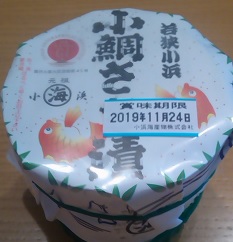 若狭小浜
小鯛さ
漬
元祖
小海浜
賞味期限
2019年11月24日
小浜海産物株式会社